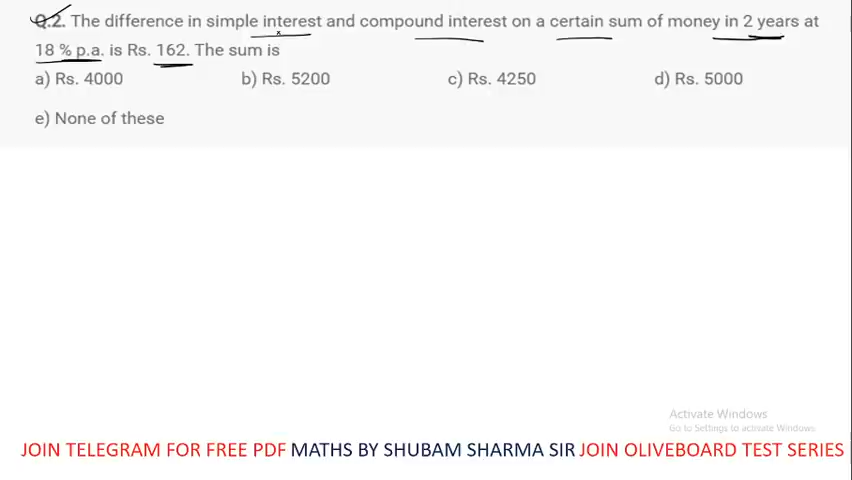 Q.2. The difference in simple interest and compound interest on a certain sum of money in 2 years at
18 % p.a. is Rs. 162. The sum is
a) Rs. 4000 b) Rs. 5200 c) Rs. 4250 d) Rs. 5000
e) None of these
Activate Windows
Go to Settings to activate Windows.
JOIN TELEGRAM FOR FREE PDF MATHS BY SHUBAM SHARMA SIR JOIN OLIVEBOARD TEST SERIES